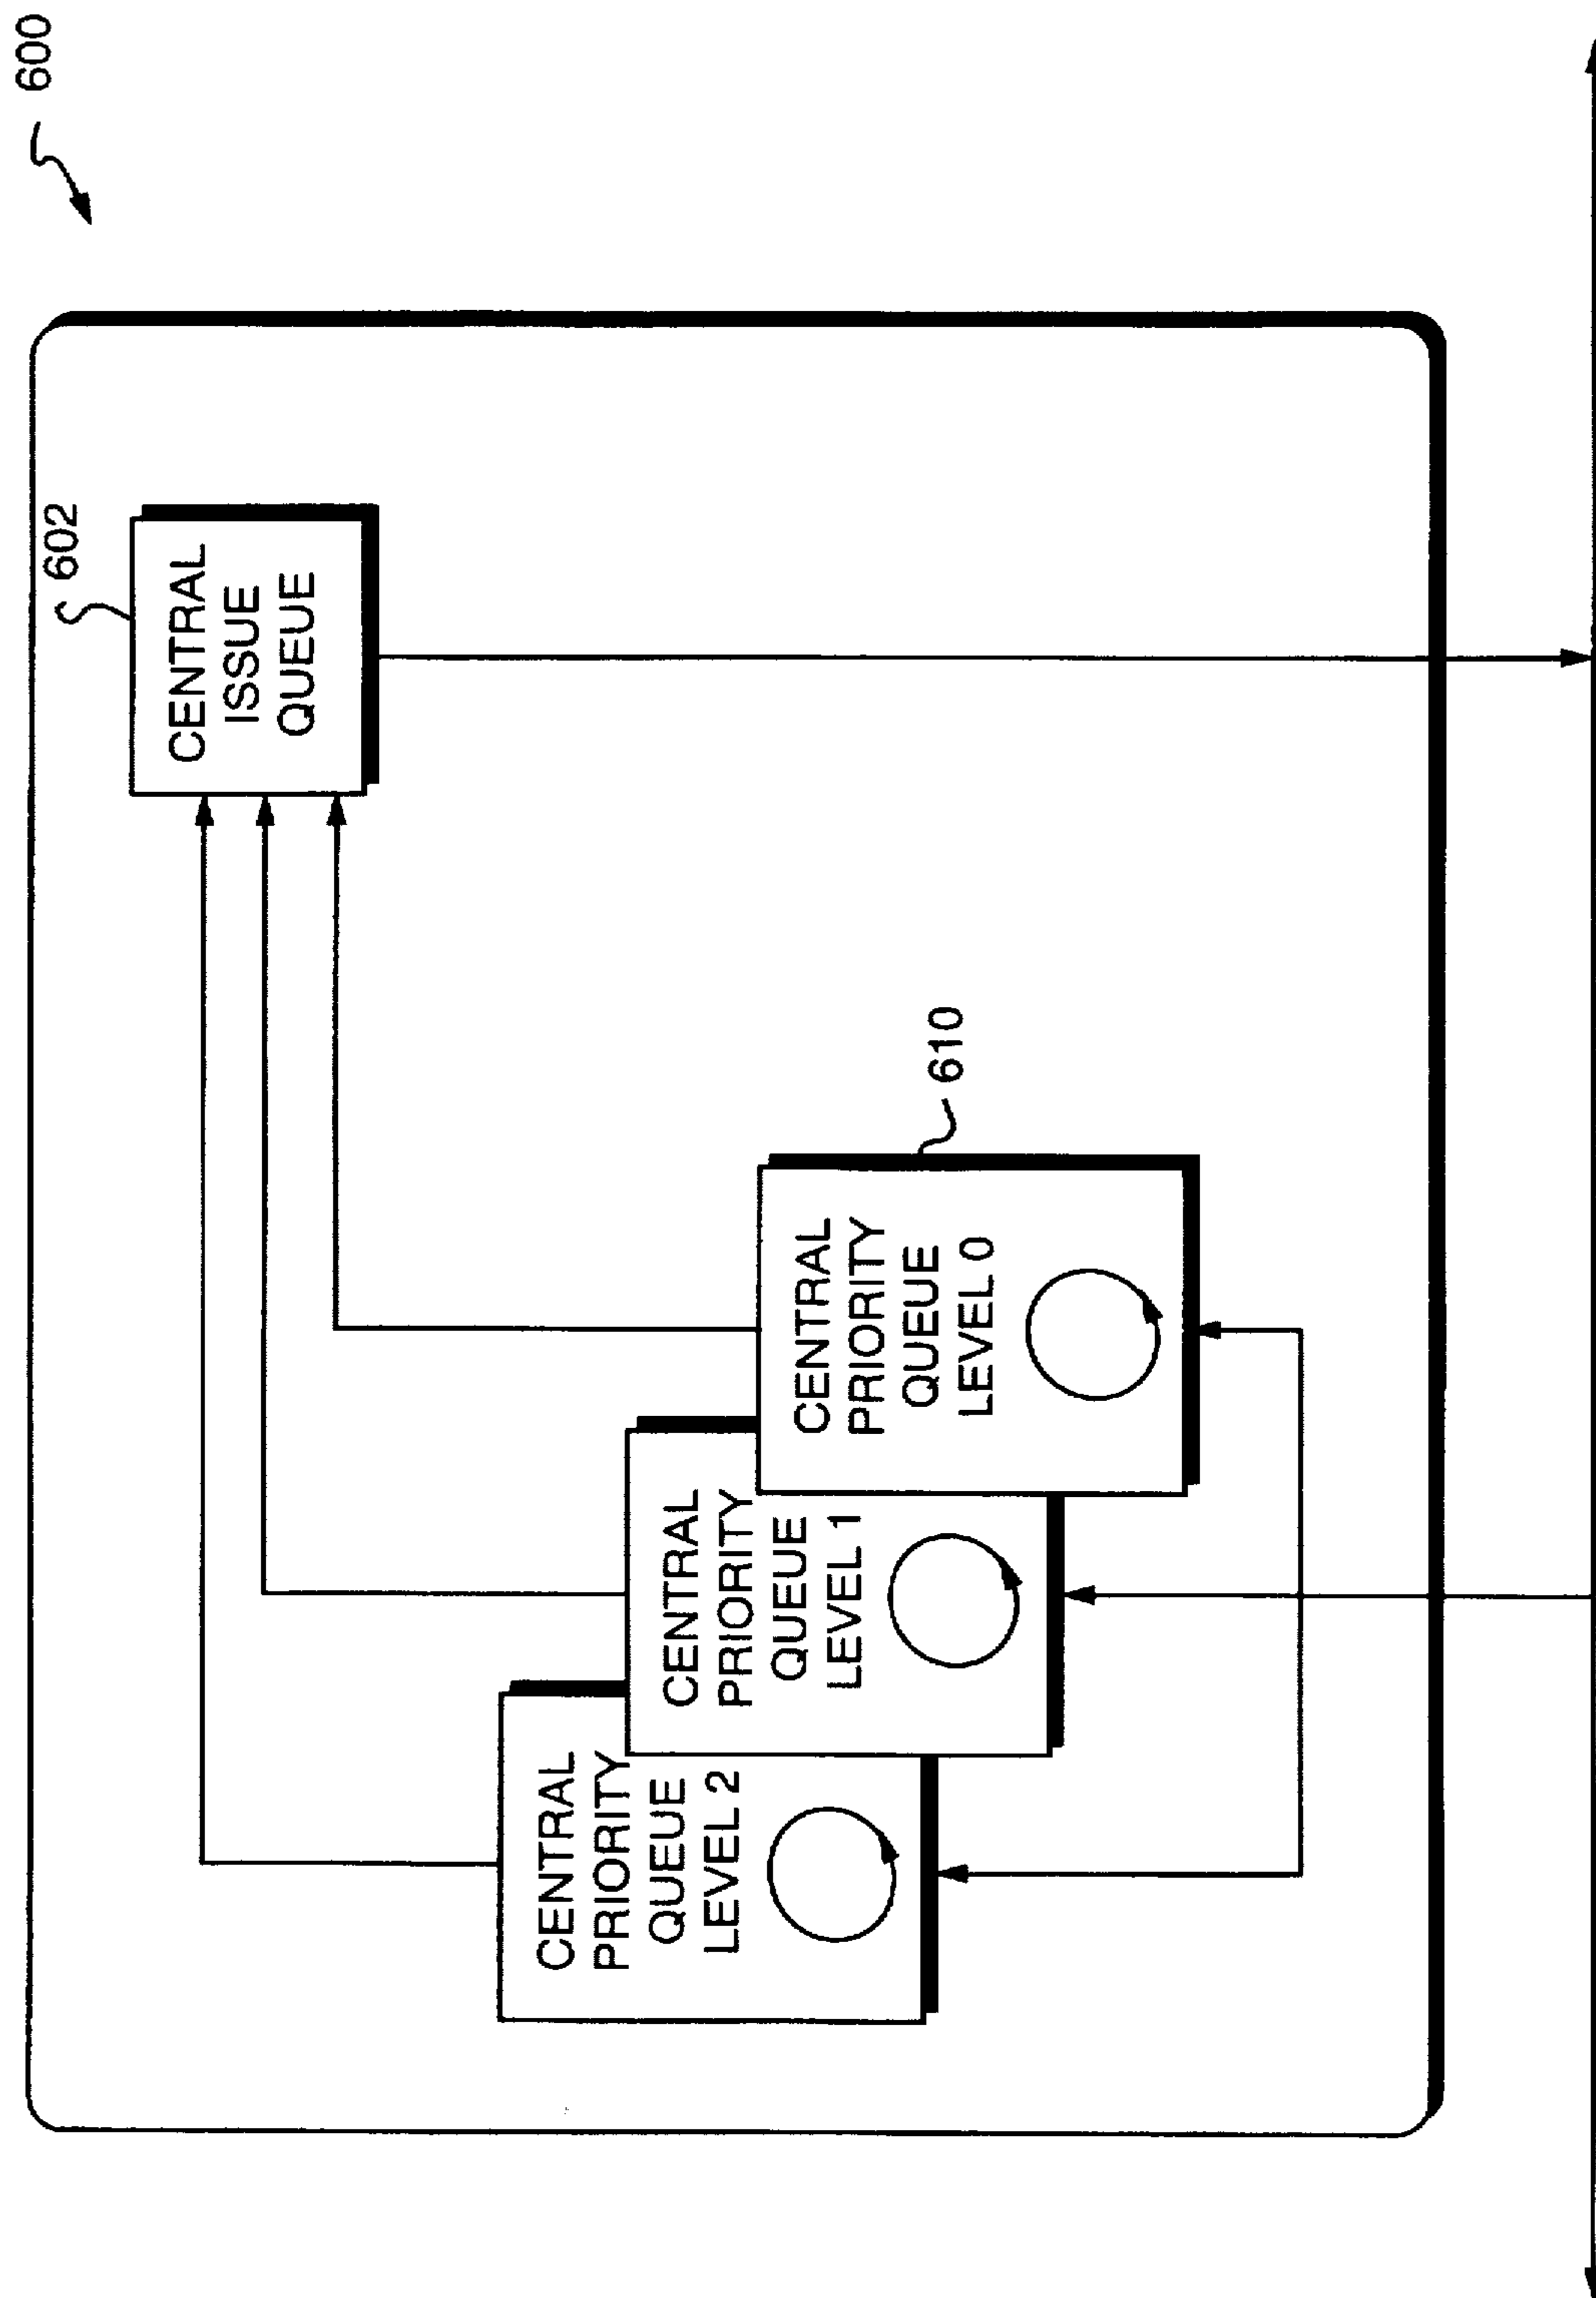 600
602
CENTRAL
ISSUE
QUEUE
610
CENTRAL
PRIORITY
QUEUE
LEVEL 0
CENTRAL
PRIORITY
QUEUE
LEVEL 1
CENTRAL
PRIORITY
QUEUE
LEVEL 2